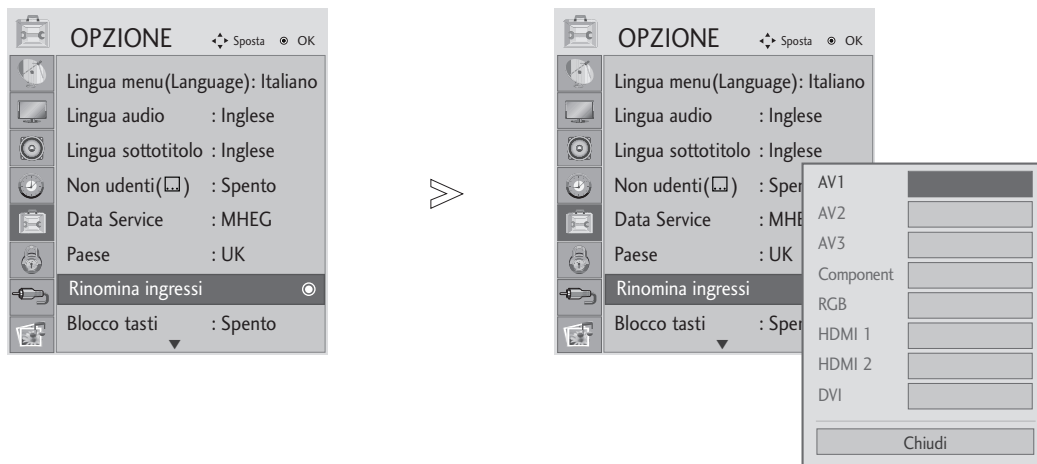 OPZIONE Sposta OK
Lingua menu(Language): Italiano
Lingua audio : Inglese
Lingua sottotitolo : Inglese
Non udenti( ) : Spento
Data Service : MHEG
Paese : UK
Rinomina ingressi
Blocco tasti : Spento
OPZIONE Sposta OK
Lingua menu(Language): Italiano
Lingua audio : Inglese
Lingua sottotitolo : Inglese
Non udenti( ) : Spe
Data Service : MHE
Paese : UK
Rinomina ingressi
Blocco tasti : Spe
AV1
AV2
AV3
Component
RGB
HDMI 1
HDMI 2
DVI
Chiudi